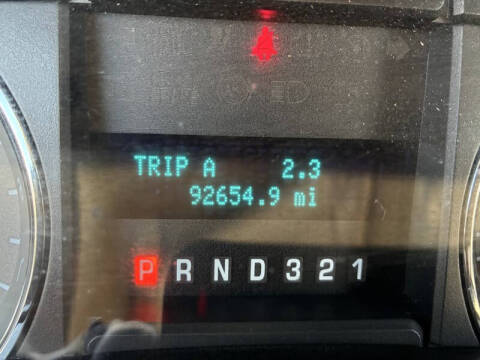 TRIP A 2.3
92654.9 mi
P R N D 3 2 1